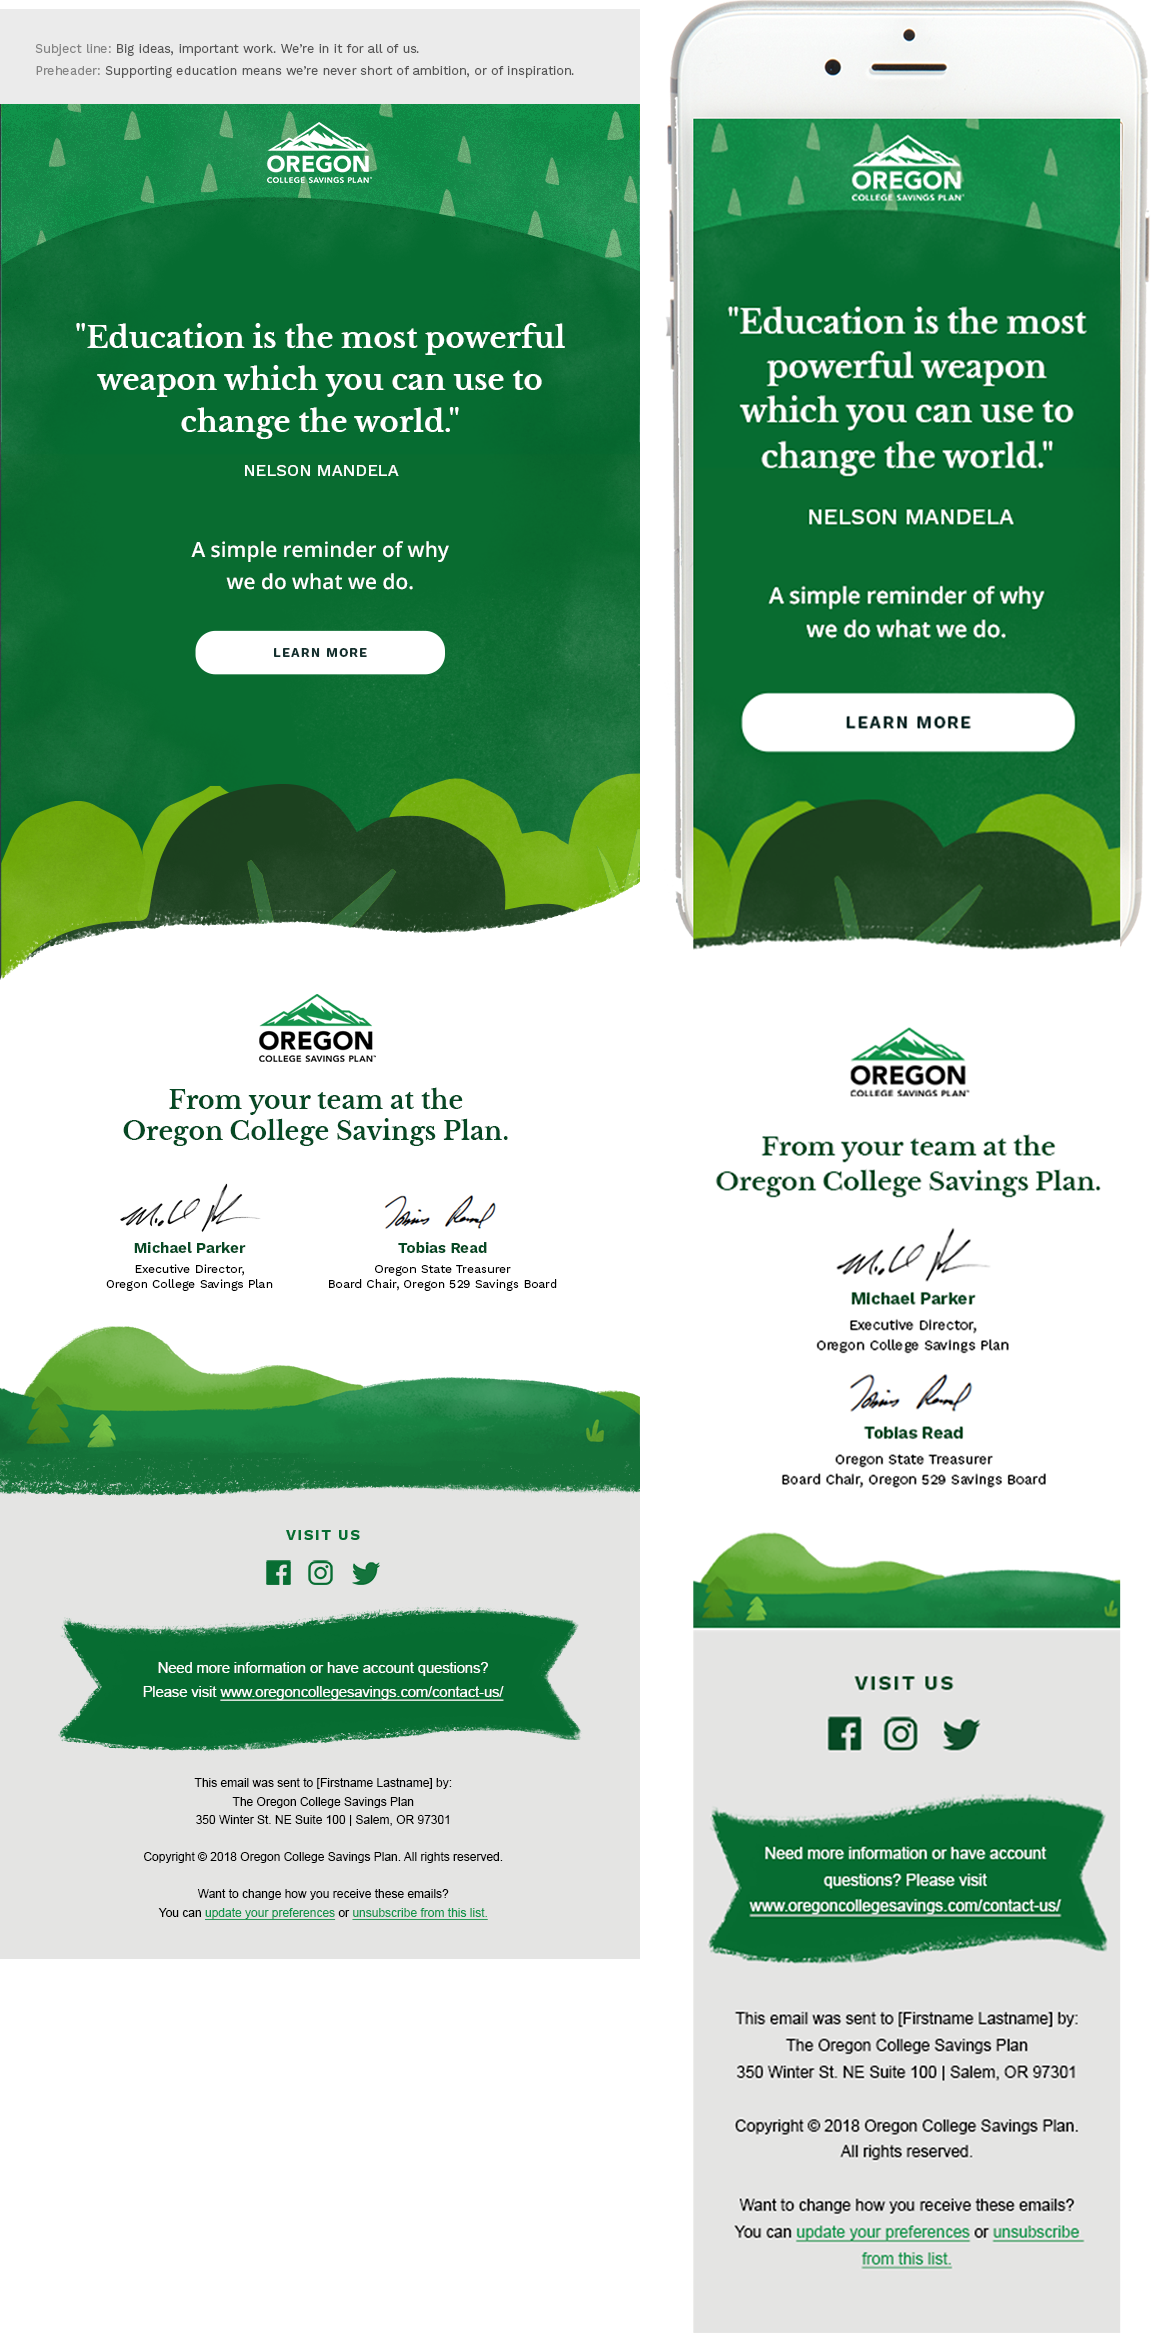 Subject line: Big ideas, important work. We're in it for all of us.
Preheader: Supporting education means we're never short of ambition, or of inspiration.
OREGON
COLLEGE SAVINGS PLAN™
"Education is the most powerful
weapon which you can use to
change the world."
NELSON MANDELA
A simple reminder of why
we do what we do.
LEARN MORE
OREGON
COLLEGE SAVINGS PLAN™
From your team at the
Oregon College Savings Plan.
Michael Parker
Executive Director,
Oregon College Savings Plan
Tobias Read
Oregon State Treasurer
Board Chair, Oregon 529 Savings Board
VISIT US
Need more information or have account questions?
Please visit www.oregoncollegesavings.com/contact-us/
This email was sent to [Firstname Lastname] by:
The Oregon College Savings Plan
350 Winter St. NE Suite 100 | Salem, OR 97301
Copyright © 2018 Oregon College Savings Plan. All rights reserved.
Want to change how you receive these emails?
You can update your preferences or unsubscribe from this list.
OREGON
COLLEGE SAVINGS PLAN™
"Education is the most
powerful weapon
which you can use to
change the world."
NELSON MANDELA
A simple reminder of why
we do what we do.
LEARN MORE
OREGON
COLLEGE SAVINGS PLAN™
From your team at the
Oregon College Savings Plan.
Michael Parker
Executive Director,
Oregon College Savings Plan
Tobias Read
Oregon State Treasurer
Board Chair, Oregon 529 Savings Board
VISIT US
Need more information or have account
questions? Please visit
www.oregoncollegesavings.com/contact-us/
This email was sent to [Firstname Lastname] by:
The Oregon College Savings Plan
350 Winter St. NE Suite 100 | Salem, OR 97301
Copyright © 2018 Oregon College Savings Plan.
All rights reserved.
Want to change how you receive these emails?
You can update your preferences or unsubscribe
from this list.